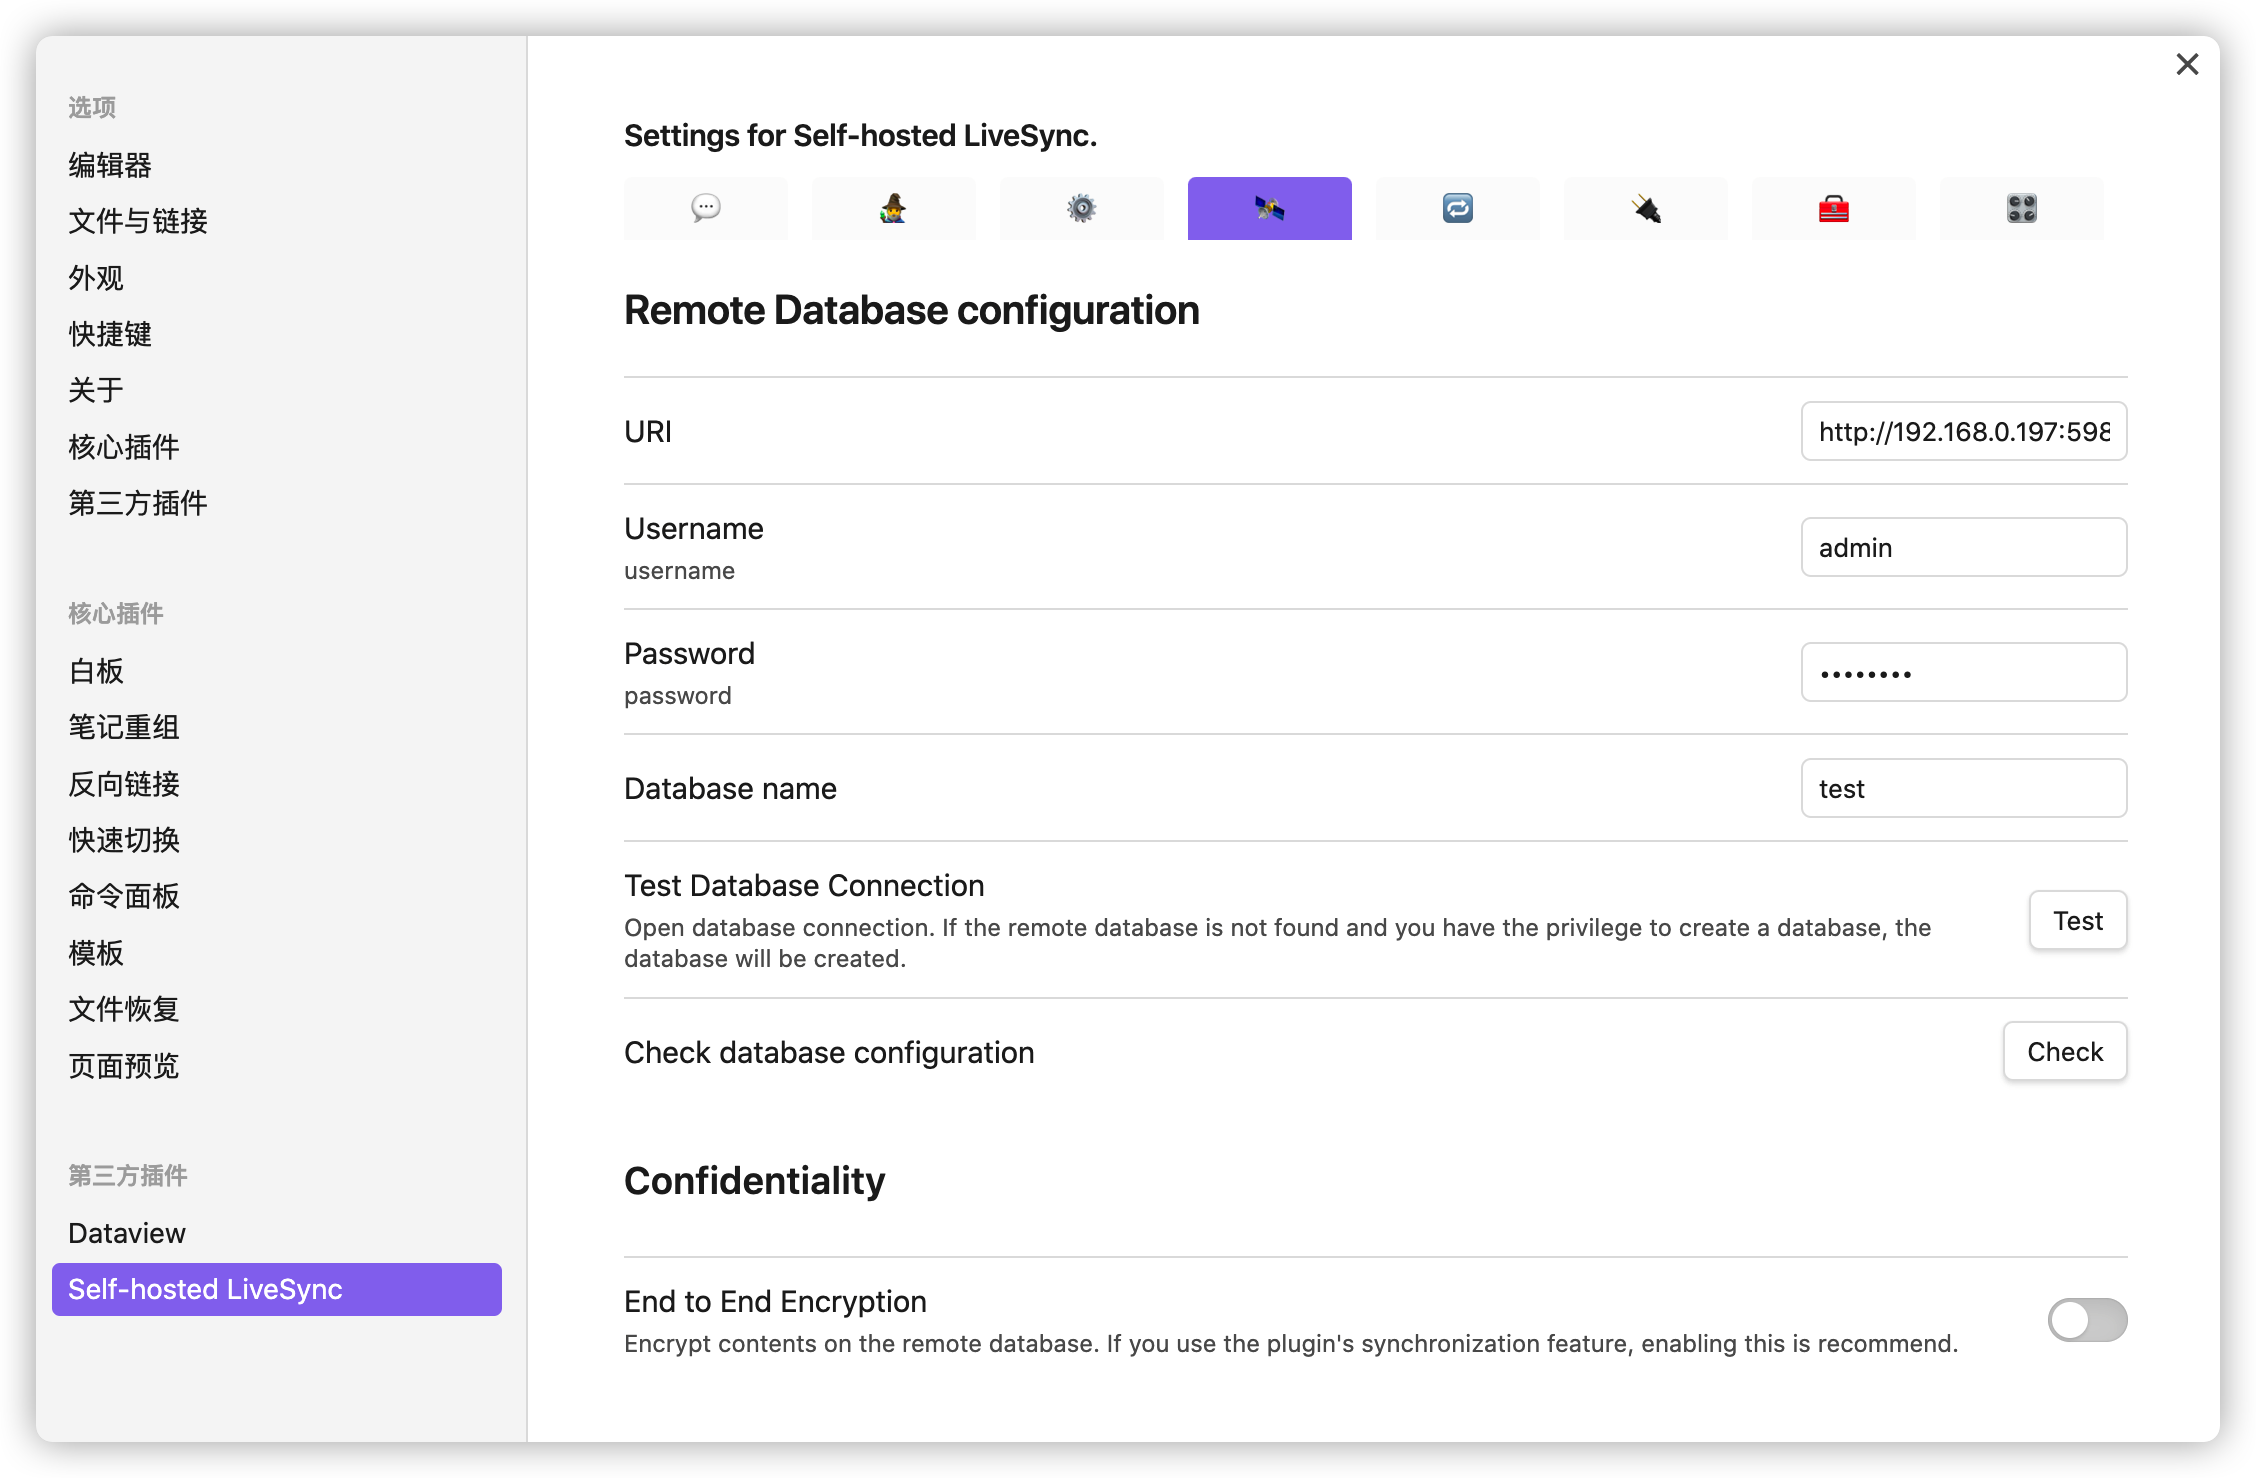 选项
编辑器
文件与链接
外观
快捷键
关于
核心插件
第三方插件
核心插件
白板
笔记重组
反向链接
快速切换
命令面板
模板
文件恢复
页面预览
第三方插件
Dataview
Self-hosted LiveSync
Settings for Self-hosted LiveSync.
Remote Database configuration
URI
http://192.168.0.197:598
Username
username
admin
Password
password
••••••••
Database name
test
Test Database Connection
Open database connection. If the remote database is not found and you have the privilege to create a database, the
database will be created.
Test
Check database configuration
Check
Confidentiality
End to End Encryption
Encrypt contents on the remote database. If you use the plugin's synchronization feature, enabling this is recommend.